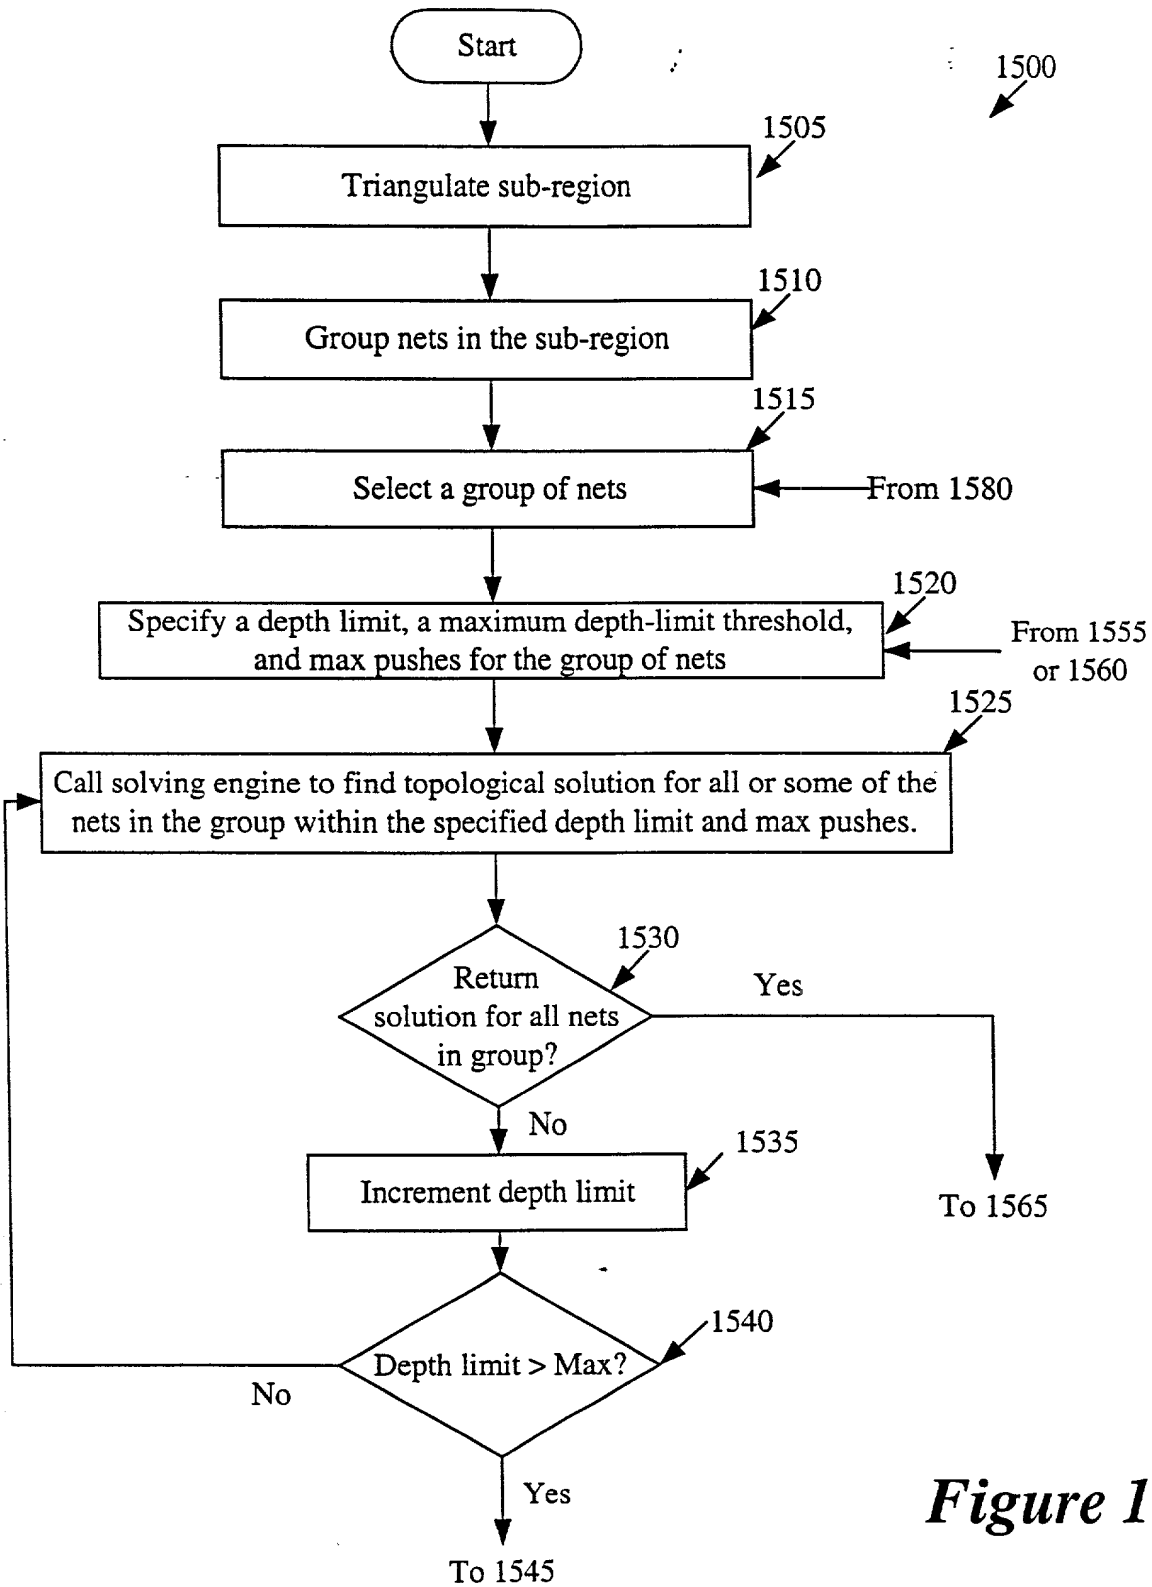 Start
1500
1505
Triangulate sub-region
1510
Group nets in the sub-region
1515
Select a group of nets
From 1580
1520
Specify a depth limit, a maximum depth-limit threshold,
and max pushes for the group of nets
From 1555
or 1560
1525
Call solving engine to find topological solution for all or some of the
nets in the group within the specified depth limit and max pushes.
1530
Return
solution for all nets
in group?
Yes
No
1535
Increment depth limit
To 1565
1540
Depth limit > Max?
No
Yes
To 1545
Figure 1